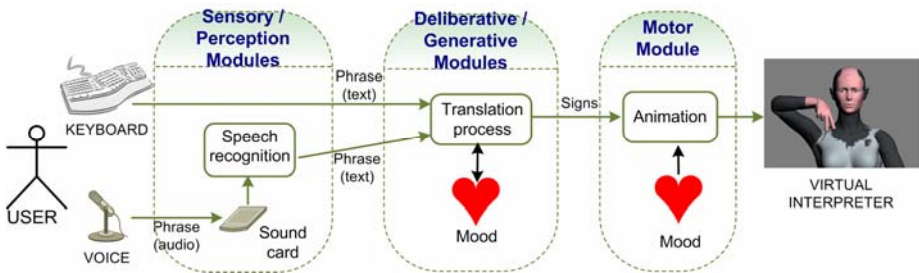 Sensory /
Perception
Modules
Deliberative /
Generative
Modules
Motor
Module
Phrase
(text)
KEYBOARD
Speech
recognition
Translation
process
Signs
Animation
Phrase
(text)
USER
Phrase
(audio)
VOICE
Sound
card
Mood
Mood
VIRTUAL
INTERPRETER